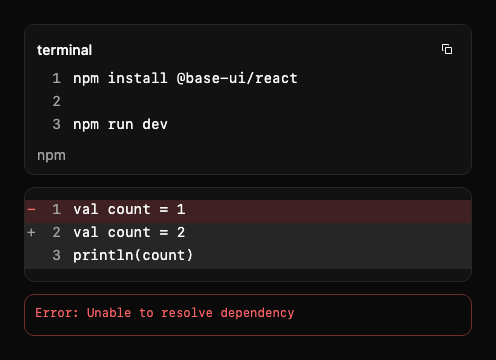 terminal
1 npm install @base-ui/react
2
3 npm run dev
npm
- 1 val count = 1
+ 2 val count = 2
3 println(count)
Error: Unable to resolve dependency